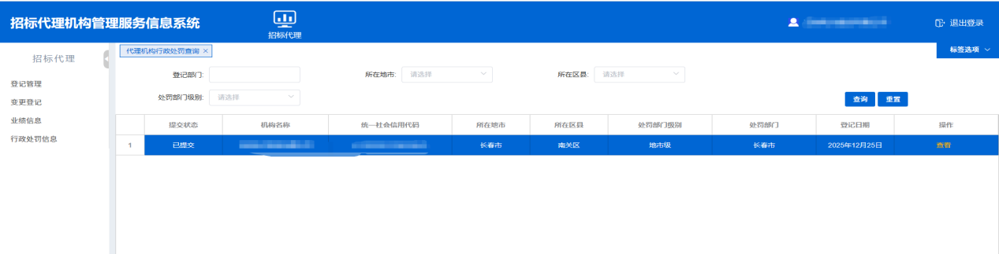 招标代理机构管理服务信息系统
招标代理
退出登录
招标代理
代理机构行政处罚查询 ×
标签选项
登记管理
变更登记
业绩信息
行政处罚信息
登记部门:
所在地市: 请选择
所在区县: 请选择
处罚部门级别: 请选择
查询 重置
提交状态 机构名称 统一社会信用代码 所在地市 所在区县 处罚部门级别 处罚部门 登记日期 操作
1 已提交 长春市 南关区 地市级 长春市 2025年12月25日 查看